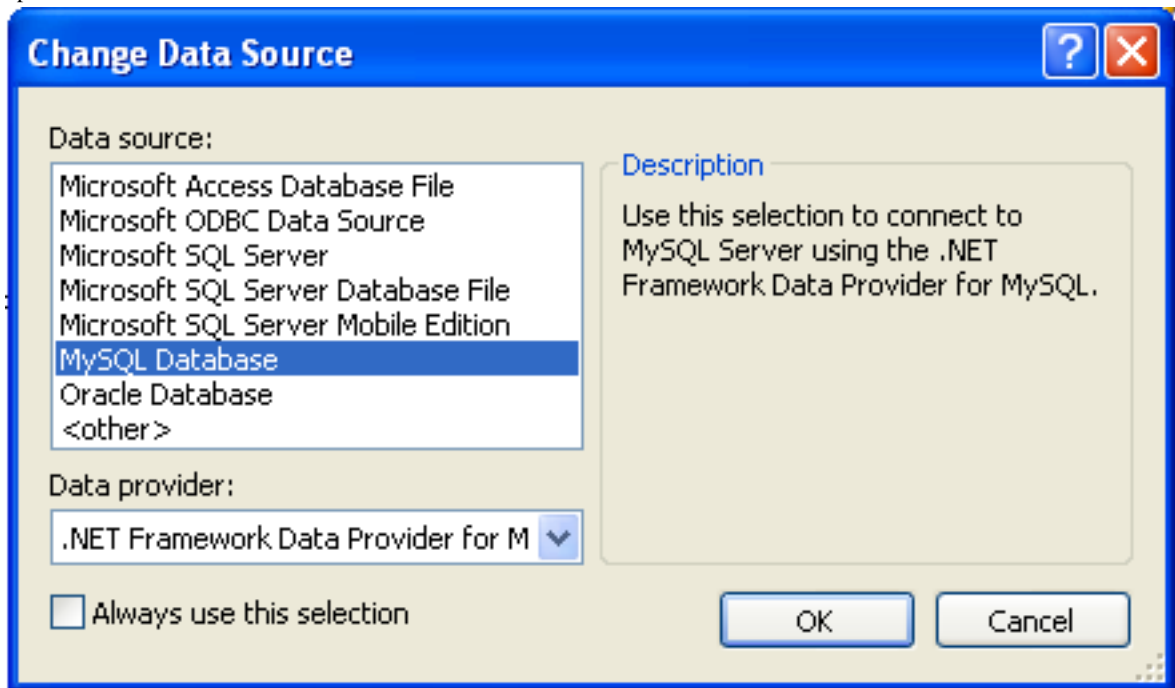 Change Data Source
Data source:
Microsoft Access Database File
Microsoft ODBC Data Source
Microsoft SQL Server
Microsoft SQL Server Database File
Microsoft SQL Server Mobile Edition
MySQL Database
Oracle Database
<other>
Data provider:
.NET Framework Data Provider for M
Always use this selection
Description
Use this selection to connect to
MySQL Server using the .NET
Framework Data Provider for MySQL.
OK
Cancel